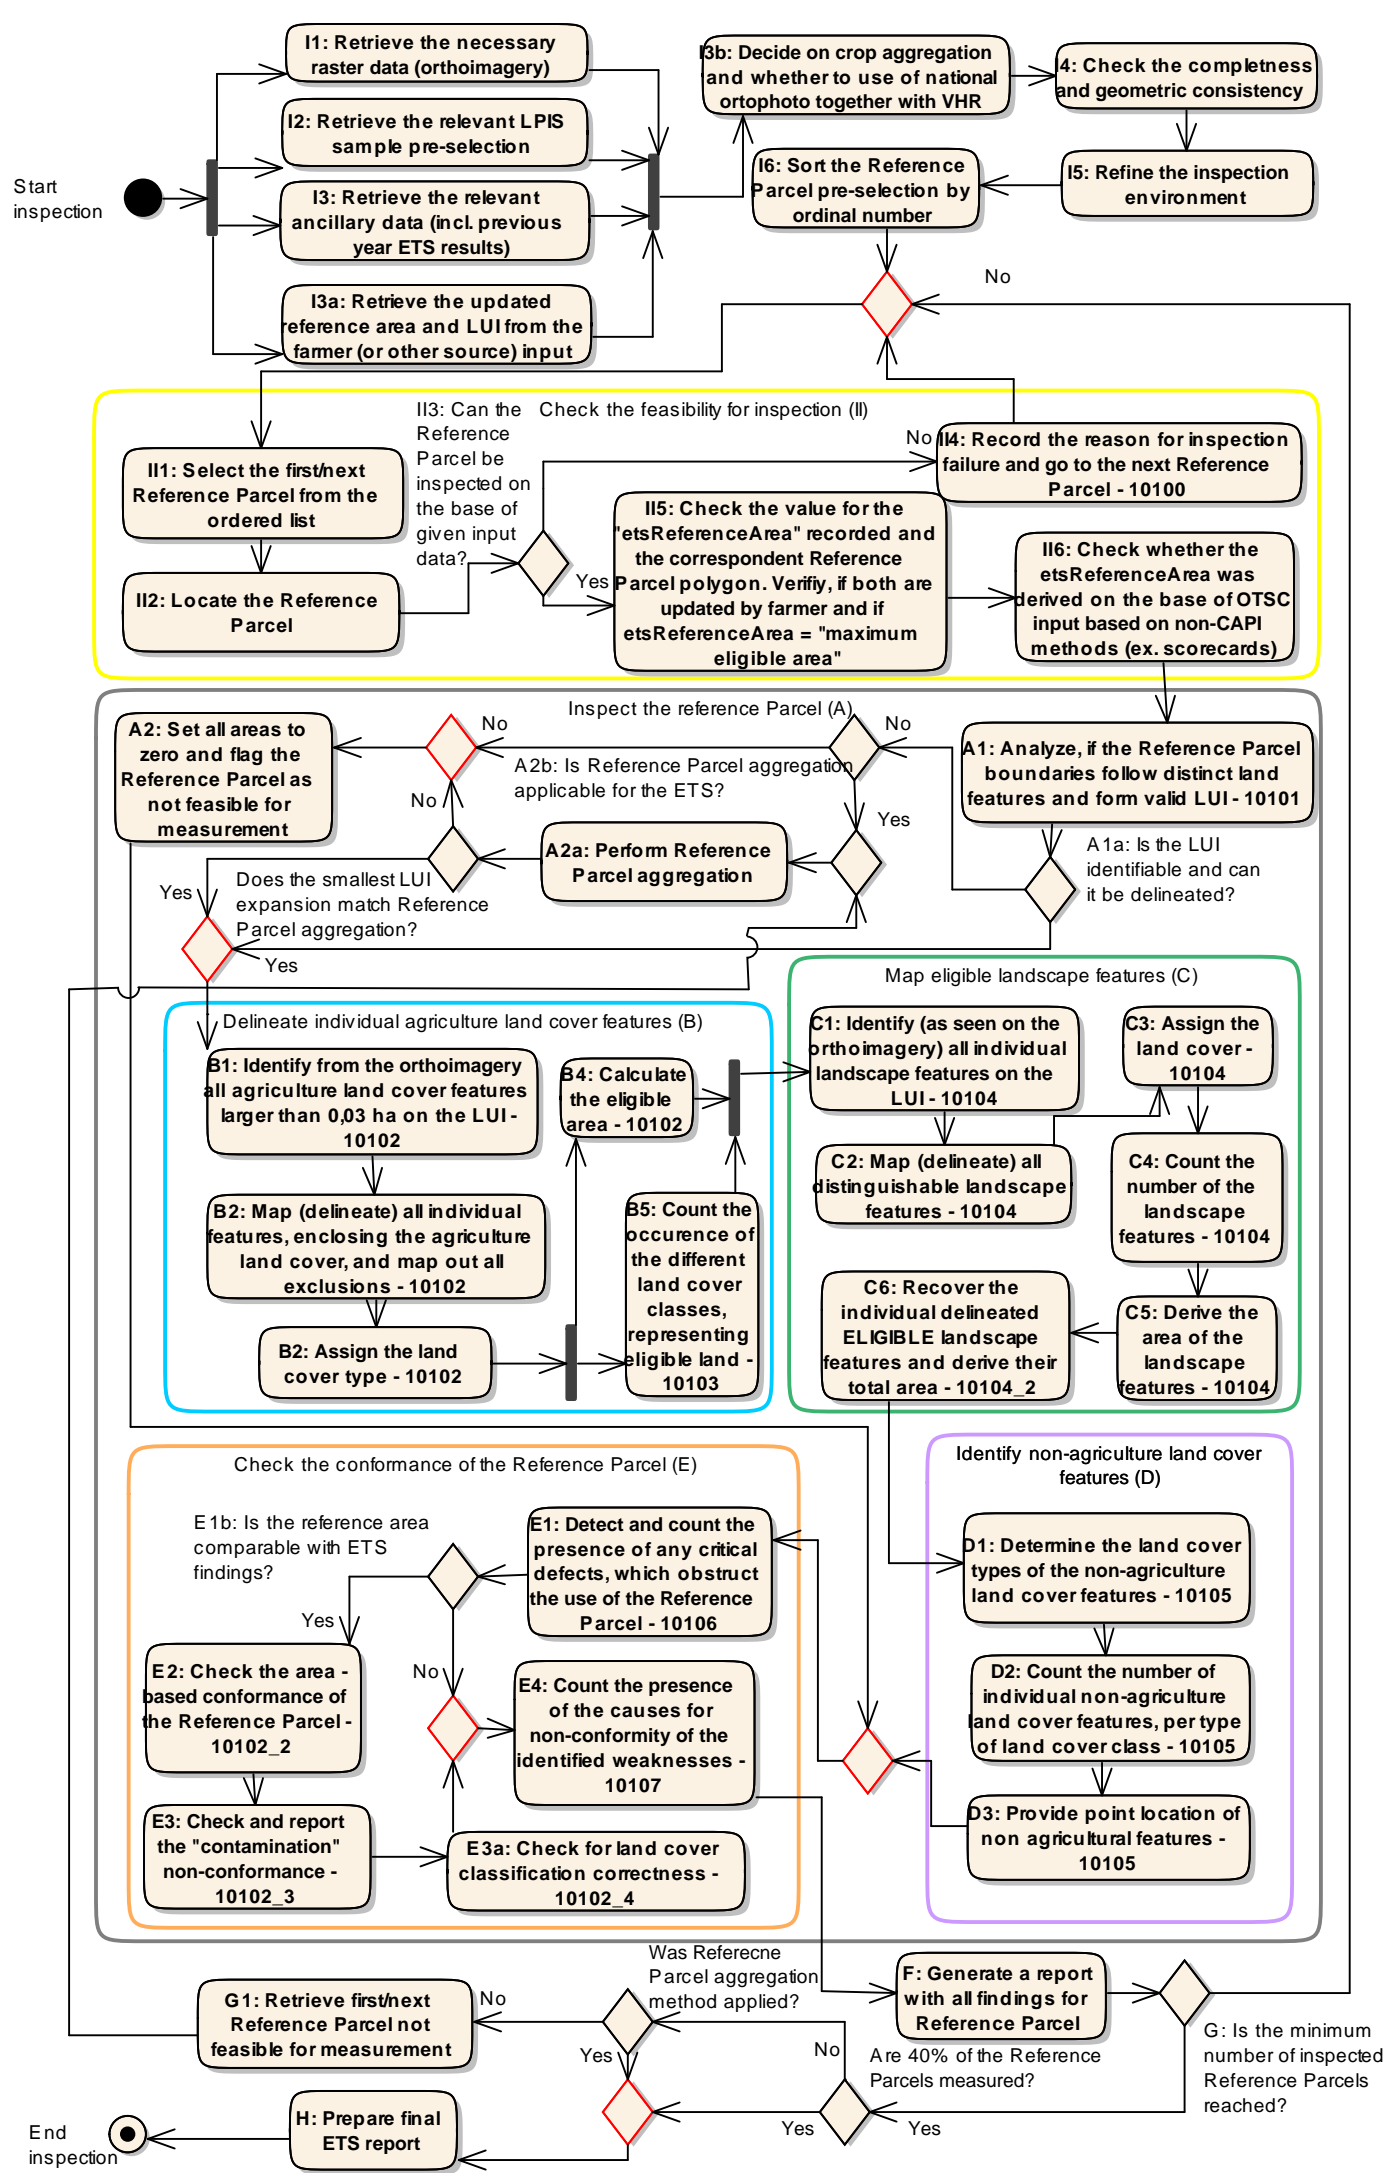 I1: Retrieve the necessary
raster data (orthoimagery)
I2: Retrieve the relevant LPIS
sample pre-selection
Start
inspection
I3: Retrieve the relevant
ancillary data (incl. previous
year ETS results)
I3a: Retrieve the updated
reference area and LUI from the
farmer (or other source) input
I3b: Decide on crop aggregation
and whether to use of national
ortophoto together with VHR
I4: Check the completness
and geometric consistency
I5: Refine the inspection
environment
I6: Sort the Reference
Parcel pre-selection by
ordinal number
No
Check the feasibility for inspection (II)
II1: Select the first/next
Reference Parcel from the
ordered list
II2: Locate the Reference
Parcel
II3: Can the
Reference
Parcel be
inspected on
the base of
given input
data?
No
Yes
II4: Record the reason for inspection
failure and go to the next Reference
Parcel - 10100
II5: Check the value for the
"etsReferenceArea" recorded and
the correspondent Reference
Parcel polygon. Verifiy, if both are
updated by farmer and if
etsReferenceArea = "maximum
eligible area"
II6: Check whether the
etsReferenceArea was
derived on the base of OTSC
input based on non-CAPI
methods (ex. scorecards)
Inspect the reference Parcel (A)
A2: Set all areas to
zero and flag the
Reference Parcel as
not feasible for
measurement
No
A2b: Is Reference Parcel aggregation
applicable for the ETS?
No
A1: Analyze, if the Reference Parcel
boundaries follow distinct land
features and form valid LUI - 10101
No
Yes
A2a: Perform Reference
Parcel aggregation
A1a: Is the LUI
identifiable and can
it be delineated?
Yes
Does the smallest LUI
expansion match Reference
Parcel aggregation?
Yes
Delineate individual agriculture land cover features (B)
B1: Identify from the orthoimagery
all agriculture land cover features
larger than 0,03 ha on the LUI -
10102
B2: Map (delineate) all individual
features, enclosing the agriculture
land cover, and map out all
exclusions - 10102
B2: Assign the land
cover type - 10102
B4: Calculate
the eligible
area - 10102
B5: Count the
occurence of
the different
land cover
classes,
representing
eligible land -
10103
Map eligible landscape features (C)
C1: Identify (as seen on the
orthoimagery) all individual
landscape features on the
LUI - 10104
C2: Map (delineate) all
distinguishable landscape
features - 10104
C3: Assign the
land cover -
10104
C4: Count the
number of the
landscape
features - 10104
C5: Derive the
area of the
landscape
features - 10104
C6: Recover the
individual delineated
ELIGIBLE landscape
features and derive their
total area - 10104_2
Check the conformance of the Reference Parcel (E)
E1b: Is the reference area
comparable with ETS
findings?
E1: Detect and count the
presence of any critical
defects, which obstruct
the use of the Reference
Parcel - 10106
Yes
No
E2: Check the area -
based conformance of
the Reference Parcel -
10102_2
E4: Count the presence
of the causes for
non-conformity of the
identified weaknesses -
10107
E3: Check and report
the "contamination"
non-conformance -
10102_3
E3a: Check for land cover
classification correctness -
10102_4
Identify non-agriculture land cover
features (D)
D1: Determine the land cover
types of the non-agriculture
land cover features - 10105
D2: Count the number of
individual non-agriculture
land cover features, per type
of land cover class - 10105
D3: Provide point location of
non agricultural features -
10105
Was Referecne
Parcel aggregation
method applied?
F: Generate a report
with all findings for
Reference Parcel
G1: Retrieve first/next
Reference Parcel not
feasible for measurement
No
Yes
No
Are 40% of the Reference
Parcels measured?
G: Is the minimum
number of inspected
Reference Parcels
reached?
Yes
Yes
H: Prepare final
ETS report
End
inspection